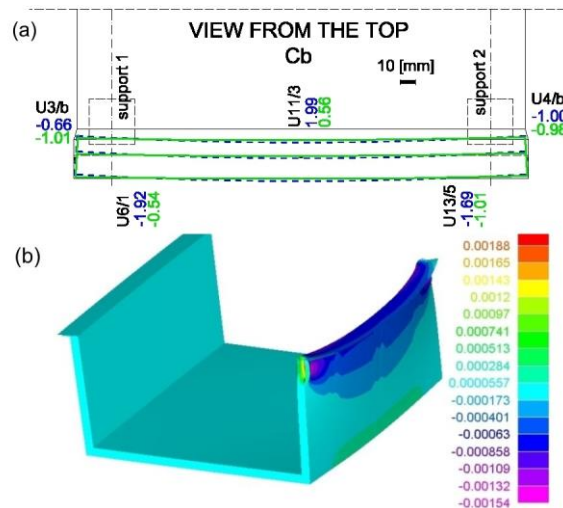 (a)
VIEW FROM THE TOP
Cb
10 [mm]
support 1
support 2
U3/b
-0.66
-1.01
U11/3
1.99
0.56
U4/b
-1.00
-0.98
U6/1
-1.92
-0.54
U13/5
-1.69
-1.01
(b)
0.00188
0.00165
0.00143
0.0012
0.00097
0.000741
0.000513
0.000284
0.0000557
-0.000173
-0.000401
-0.00063
-0.000858
-0.00109
-0.00132
-0.00154